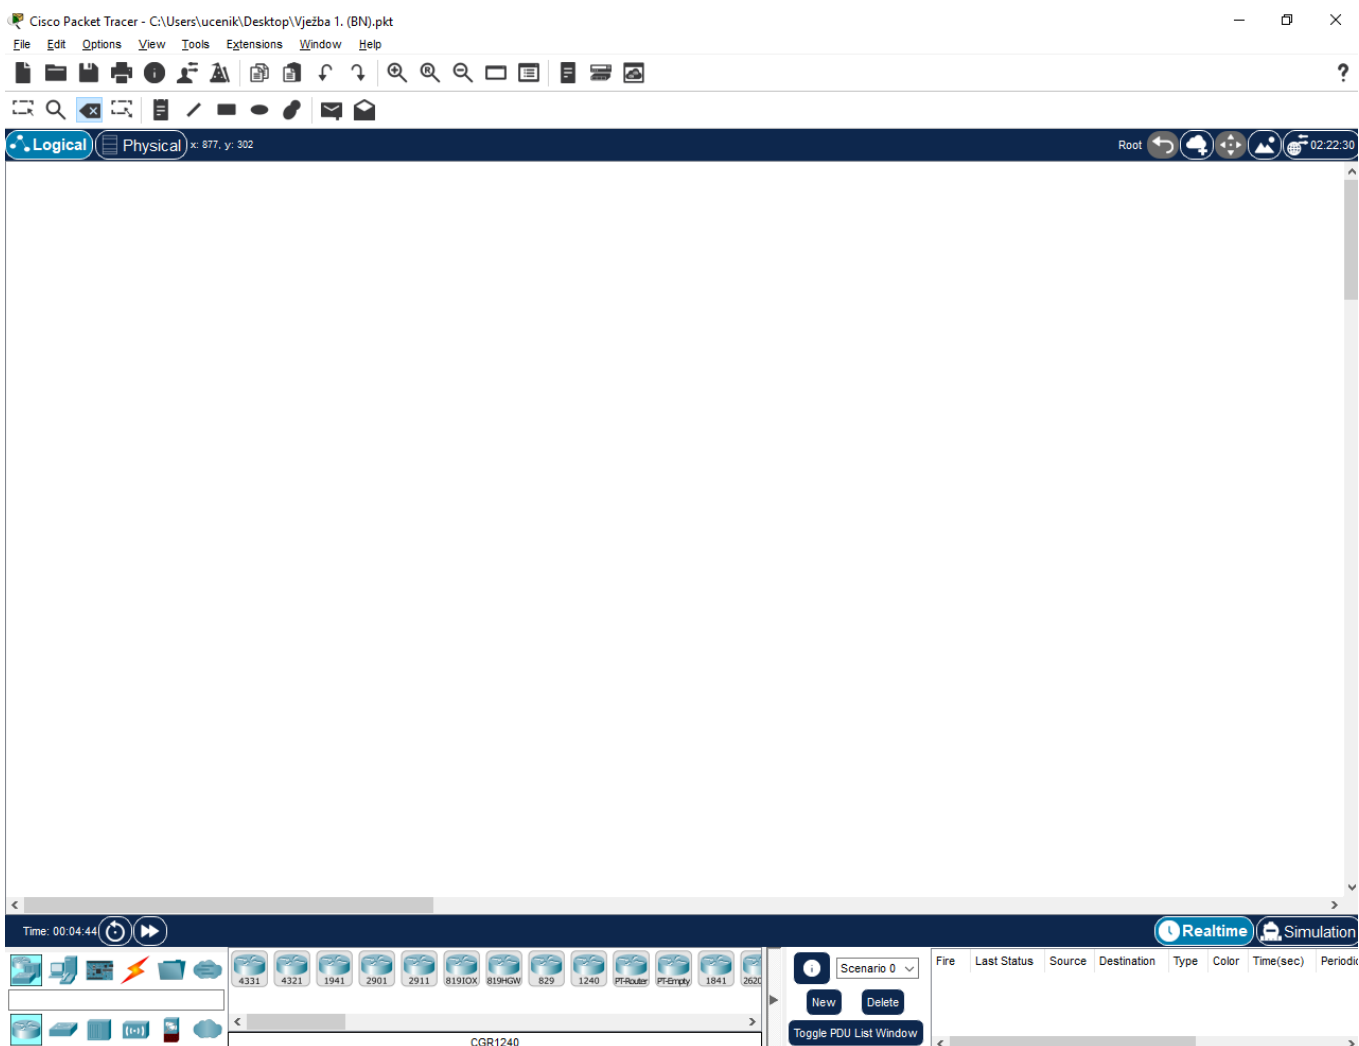 Cisco Packet Tracer - C:\Users\ucenik\Desktop\Vježba 1. (BN).pkt
File Edit Options View Tools Extensions Window Help
Logical Physical x: 877, y: 302 Root 02:22:30
Time: 00:04:44 Realtime Simulation
4331 4321 1941 2901 2911 819IOX 819HGW 829 1240 PT-Router PT-Empty 1841 262
CGR1240
Scenario 0
New Delete
Toggle PDU List Window
Fire Last Status Source Destination Type Color Time(sec) Periodic